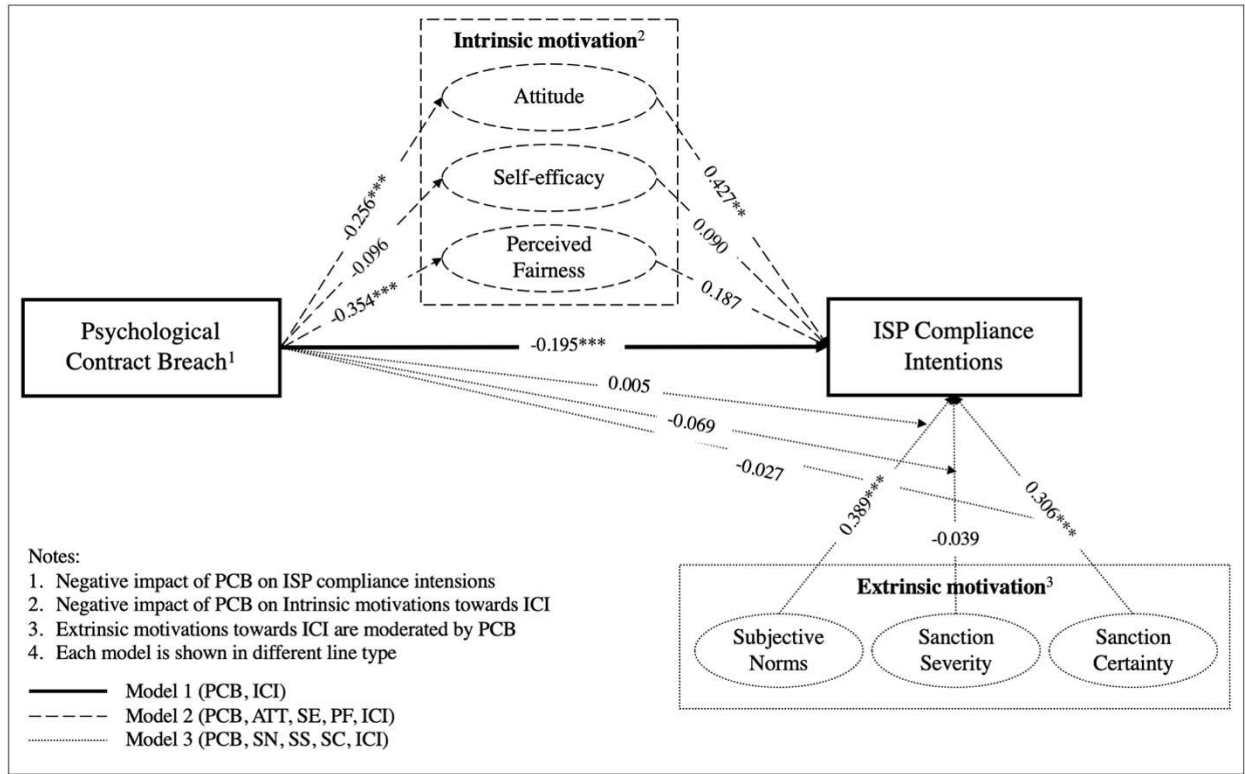 Intrinsic motivation²
Attitude
Self-efficacy
Perceived
Fairness
-0.256***
-0.096
-0.354***
0.427**
0.090
0.187
Psychological
Contract Breach¹
-0.195***
ISP Compliance
Intentions
0.005
-0.069
-0.027
0.389***
-0.039
0.306***
Extrinsic motivation³
Subjective
Norms
Sanction
Severity
Sanction
Certainty
Notes:
1. Negative impact of PCB on ISP compliance intensions
2. Negative impact of PCB on Intrinsic motivations towards ICI
3. Extrinsic motivations towards ICI are moderated by PCB
4. Each model is shown in different line type
Model 1 (PCB, ICI)
Model 2 (PCB, ATT, SE, PF, ICI)
Model 3 (PCB, SN, SS, SC, ICI)